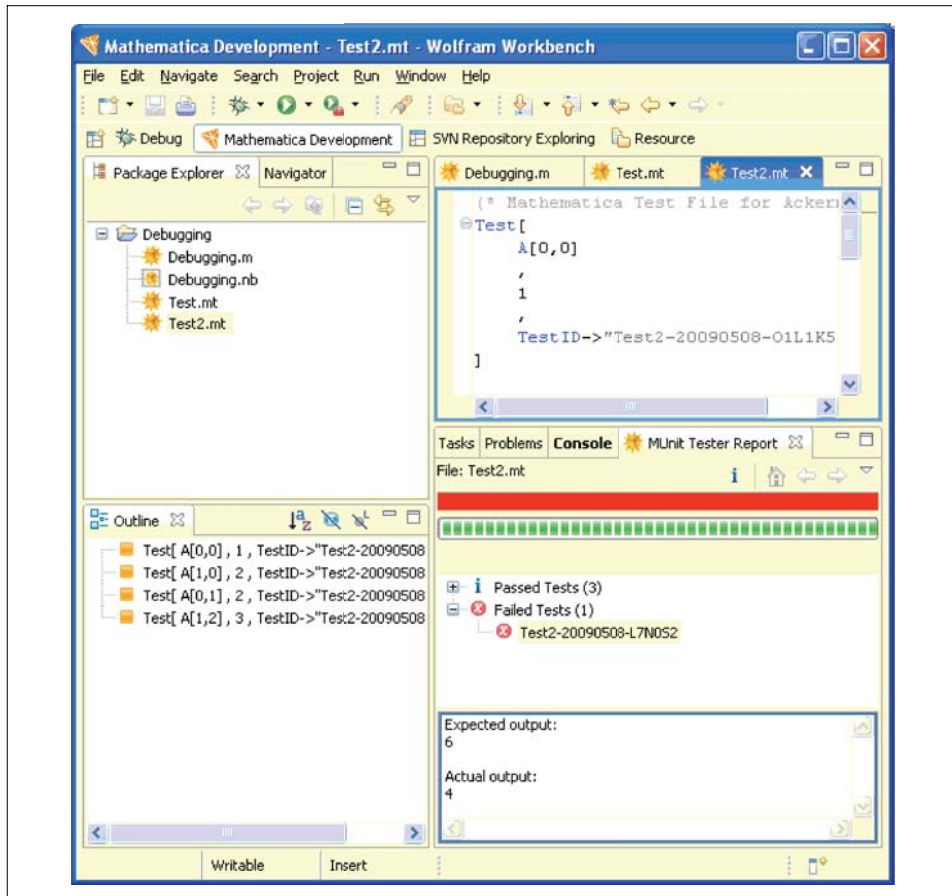 Mathematica Development - Test2.mt - Wolfram Workbench
File Edit Navigate Search Project Run Window Help
Debug Mathematica Development SVN Repository Exploring Resource
Package Explorer Navigator
Debugging
Debugging.m
Debugging.nb
Test.mt
Test2.mt
Outline
Test[ A[0,0] , 1 , TestID->"Test2-20090508
Test[ A[1,0] , 2 , TestID->"Test2-20090508
Test[ A[0,1] , 2 , TestID->"Test2-20090508
Test[ A[1,2] , 3 , TestID->"Test2-20090508
Debugging.m Test.mt Test2.mt
(* Mathematica Test File for Acker
Test[
A[0,0]
,
1
,
TestID->"Test2-20090508-O1L1K5
]
Tasks Problems Console MUnit Tester Report
File: Test2.mt
Passed Tests (3)
Failed Tests (1)
Test2-20090508-L7N0S2
Expected output:
6
Actual output:
4
Writable Insert